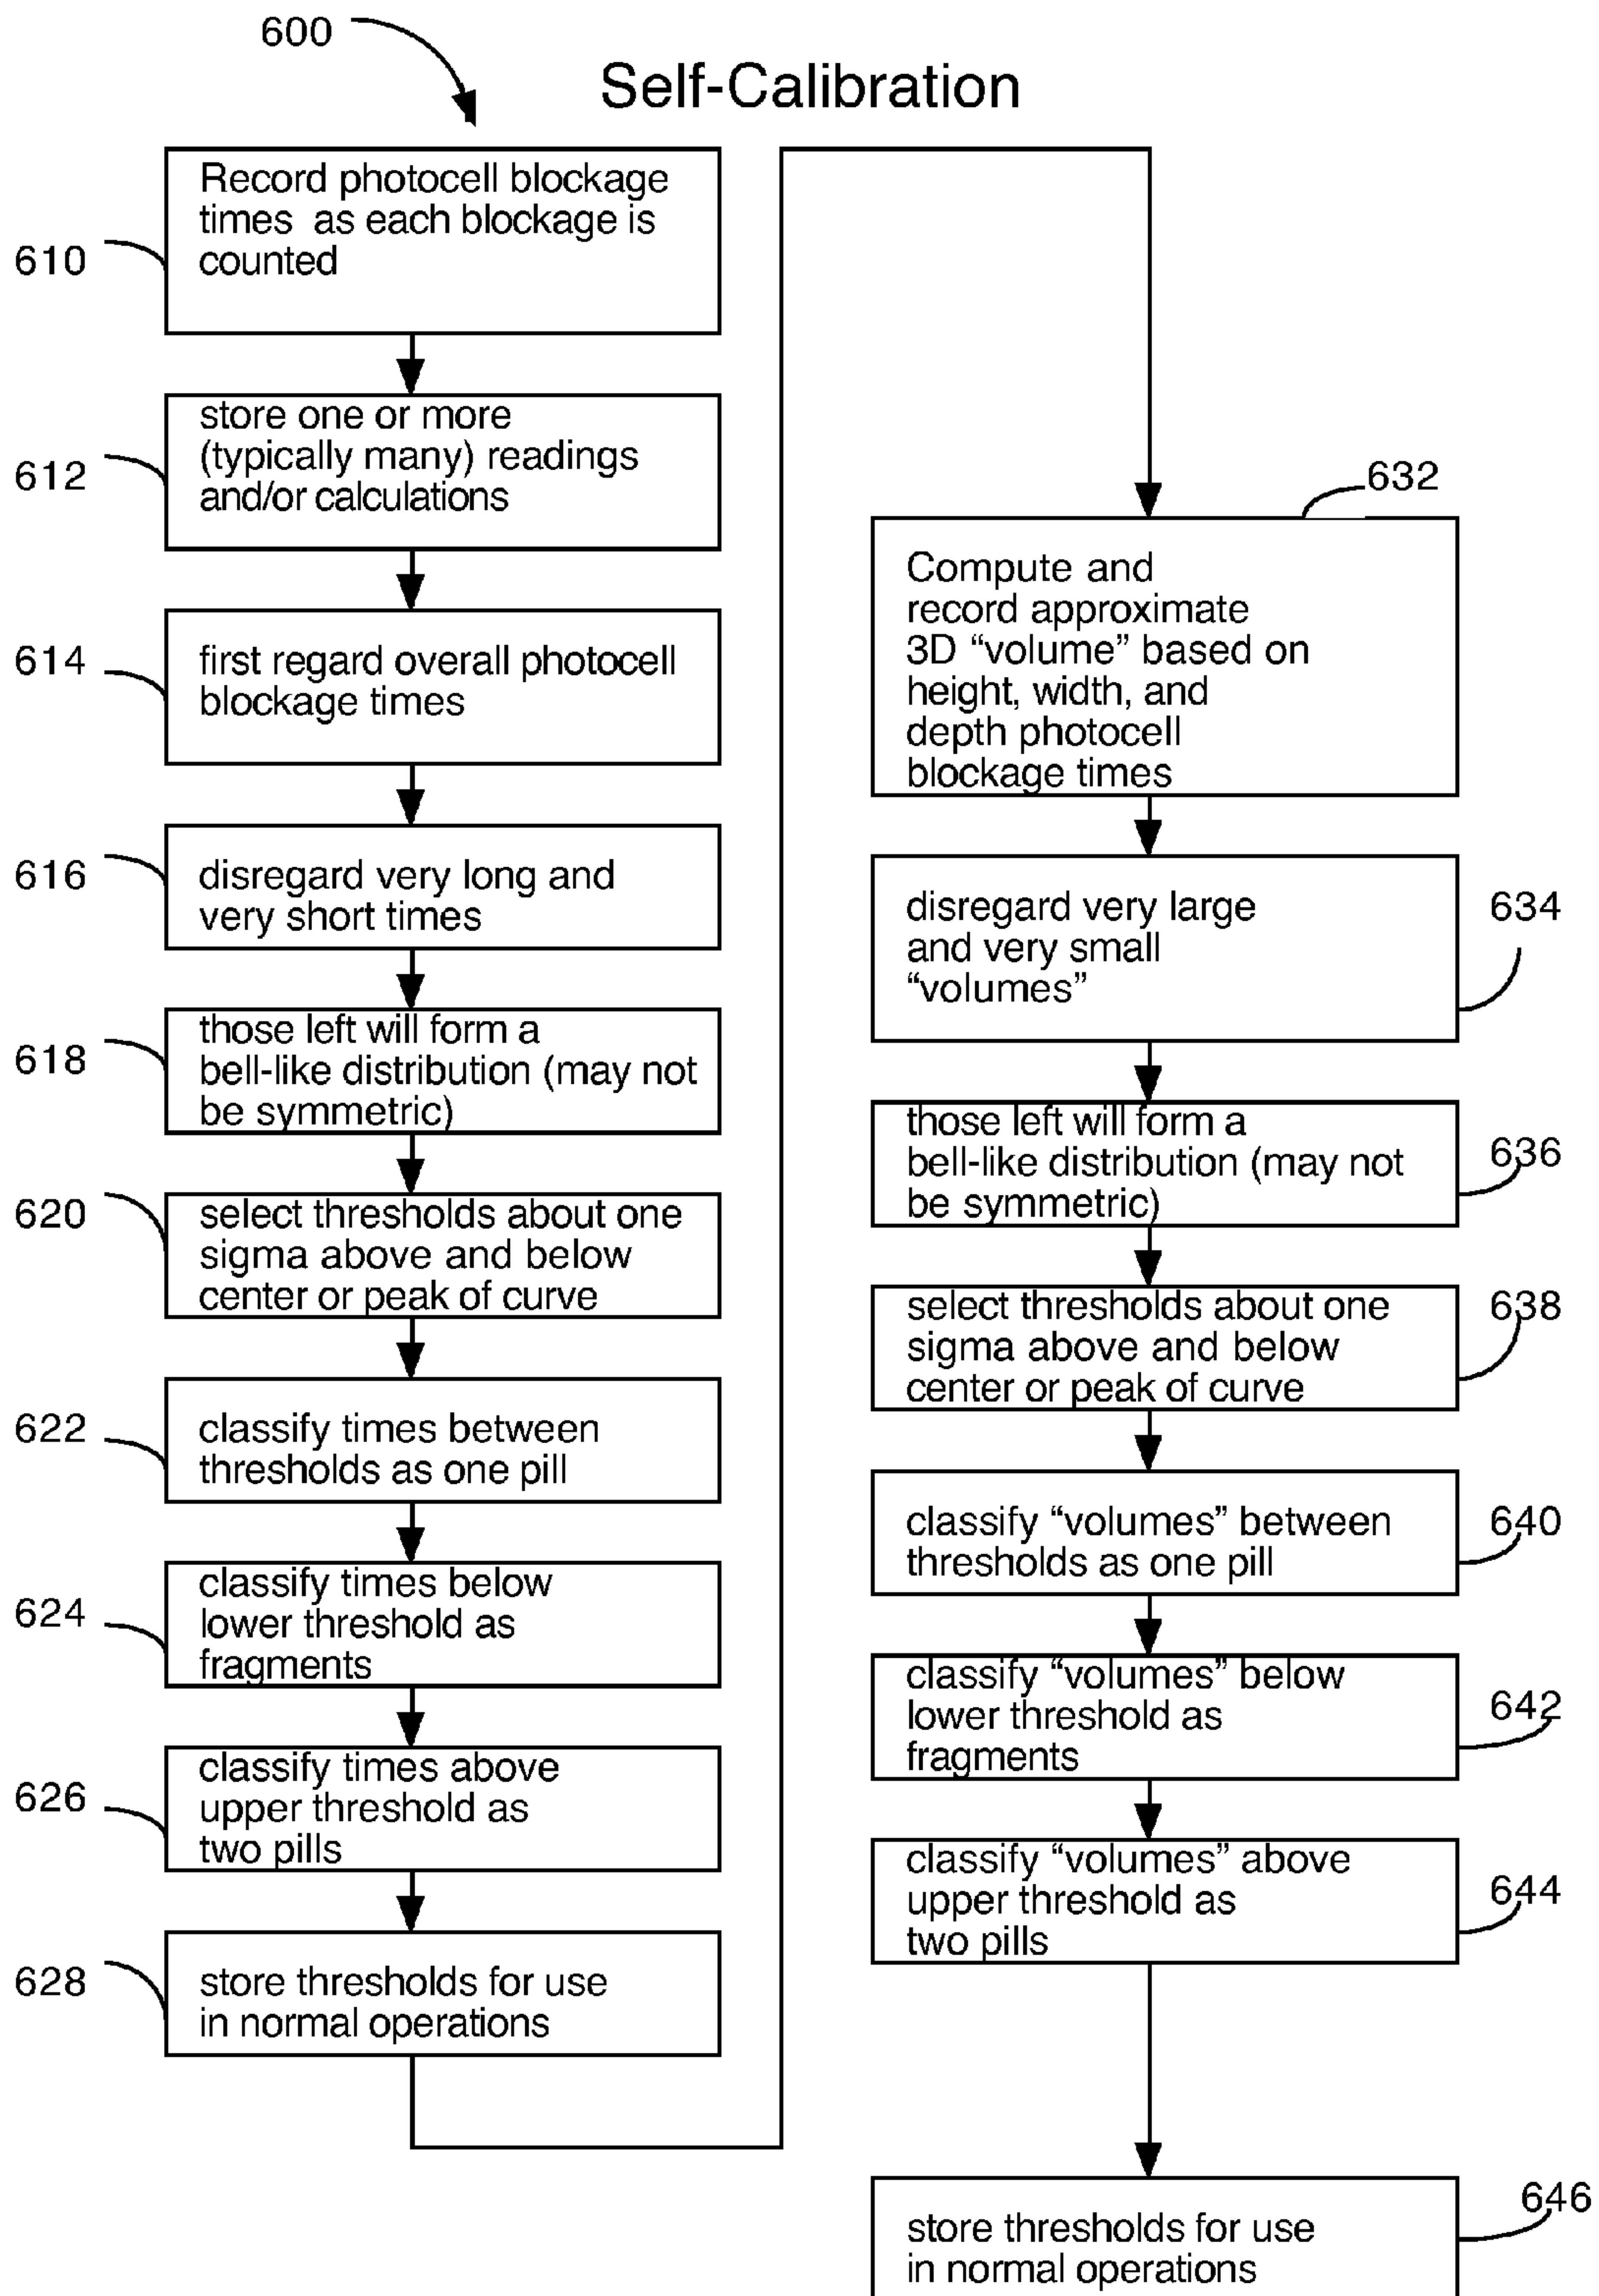 600
Self-Calibration
610
Record photocell blockage
times as each blockage is
counted
612
store one or more
(typically many) readings
and/or calculations
614
first regard overall photocell
blockage times
616
disregard very long and
very short times
618
those left will form a
bell-like distribution (may not
be symmetric)
620
select thresholds about one
sigma above and below
center or peak of curve
622
classify times between
thresholds as one pill
624
classify times below
lower threshold as
fragments
626
classify times above
upper threshold as
two pills
628
store thresholds for use
in normal operations
632
Compute and
record approximate
3D “volume” based on
height, width, and
depth photocell
blockage times
634
disregard very large
and very small
“volumes”
636
those left will form a
bell-like distribution (may not
be symmetric)
638
select thresholds about one
sigma above and below
center or peak of curve
640
classify “volumes” between
thresholds as one pill
642
classify “volumes” below
lower threshold as
fragments
644
classify “volumes” above
upper threshold as
two pills
646
store thresholds for use
in normal operations